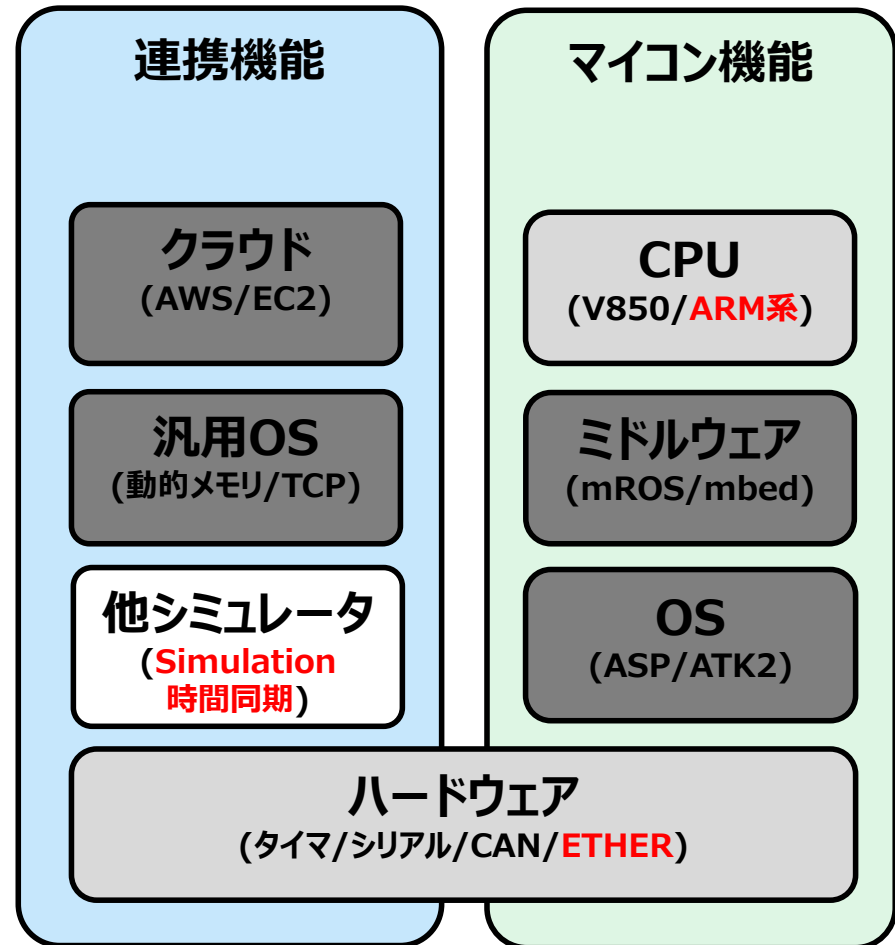 連携機能
クラウド
(AWS/EC2)
汎用OS
(動的メモリ/TCP)
他シミュレータ
(Simulation
時間同期)
マイコン機能
CPU
(V850/ARM系)
ミドルウェア
(mROS/mbed)
OS
(ASP/ATK2)
ハードウェア
(タイマ/シリアル/CAN/ETHER)